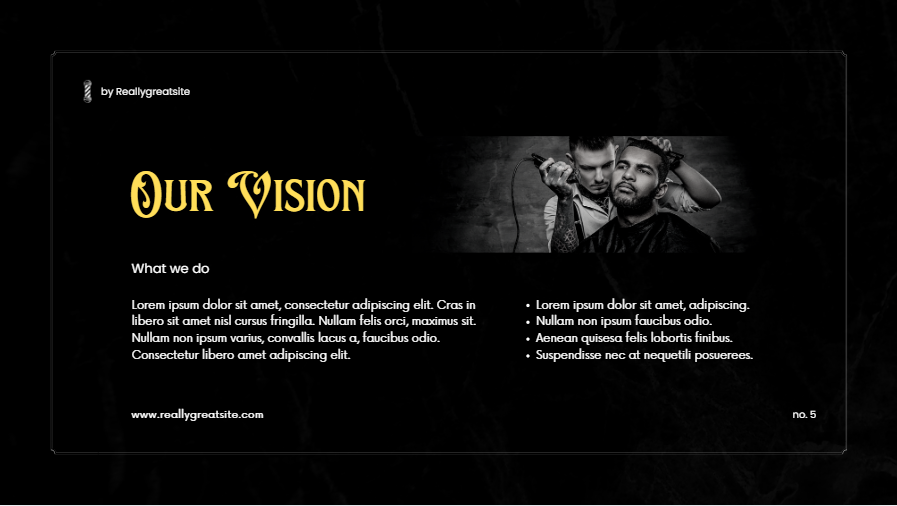 by Reallygreatsite
Our Vision
What we do
Lorem ipsum dolor sit amet, consectetur adipiscing elit. Cras in
libero sit amet nisl cursus fringilla. Nullam felis orci, maximus sit.
Nullam non ipsum varius, convallis lacus a, faucibus odio.
Consectetur libero amet adipiscing elit.
• Lorem ipsum dolor sit amet, adipiscing.
• Nullam non ipsum faucibus odio.
• Aenean quisesa felis lobortis finibus.
• Suspendisse nec at nequetili posuerees.
www.reallygreatsite.com
no. 5